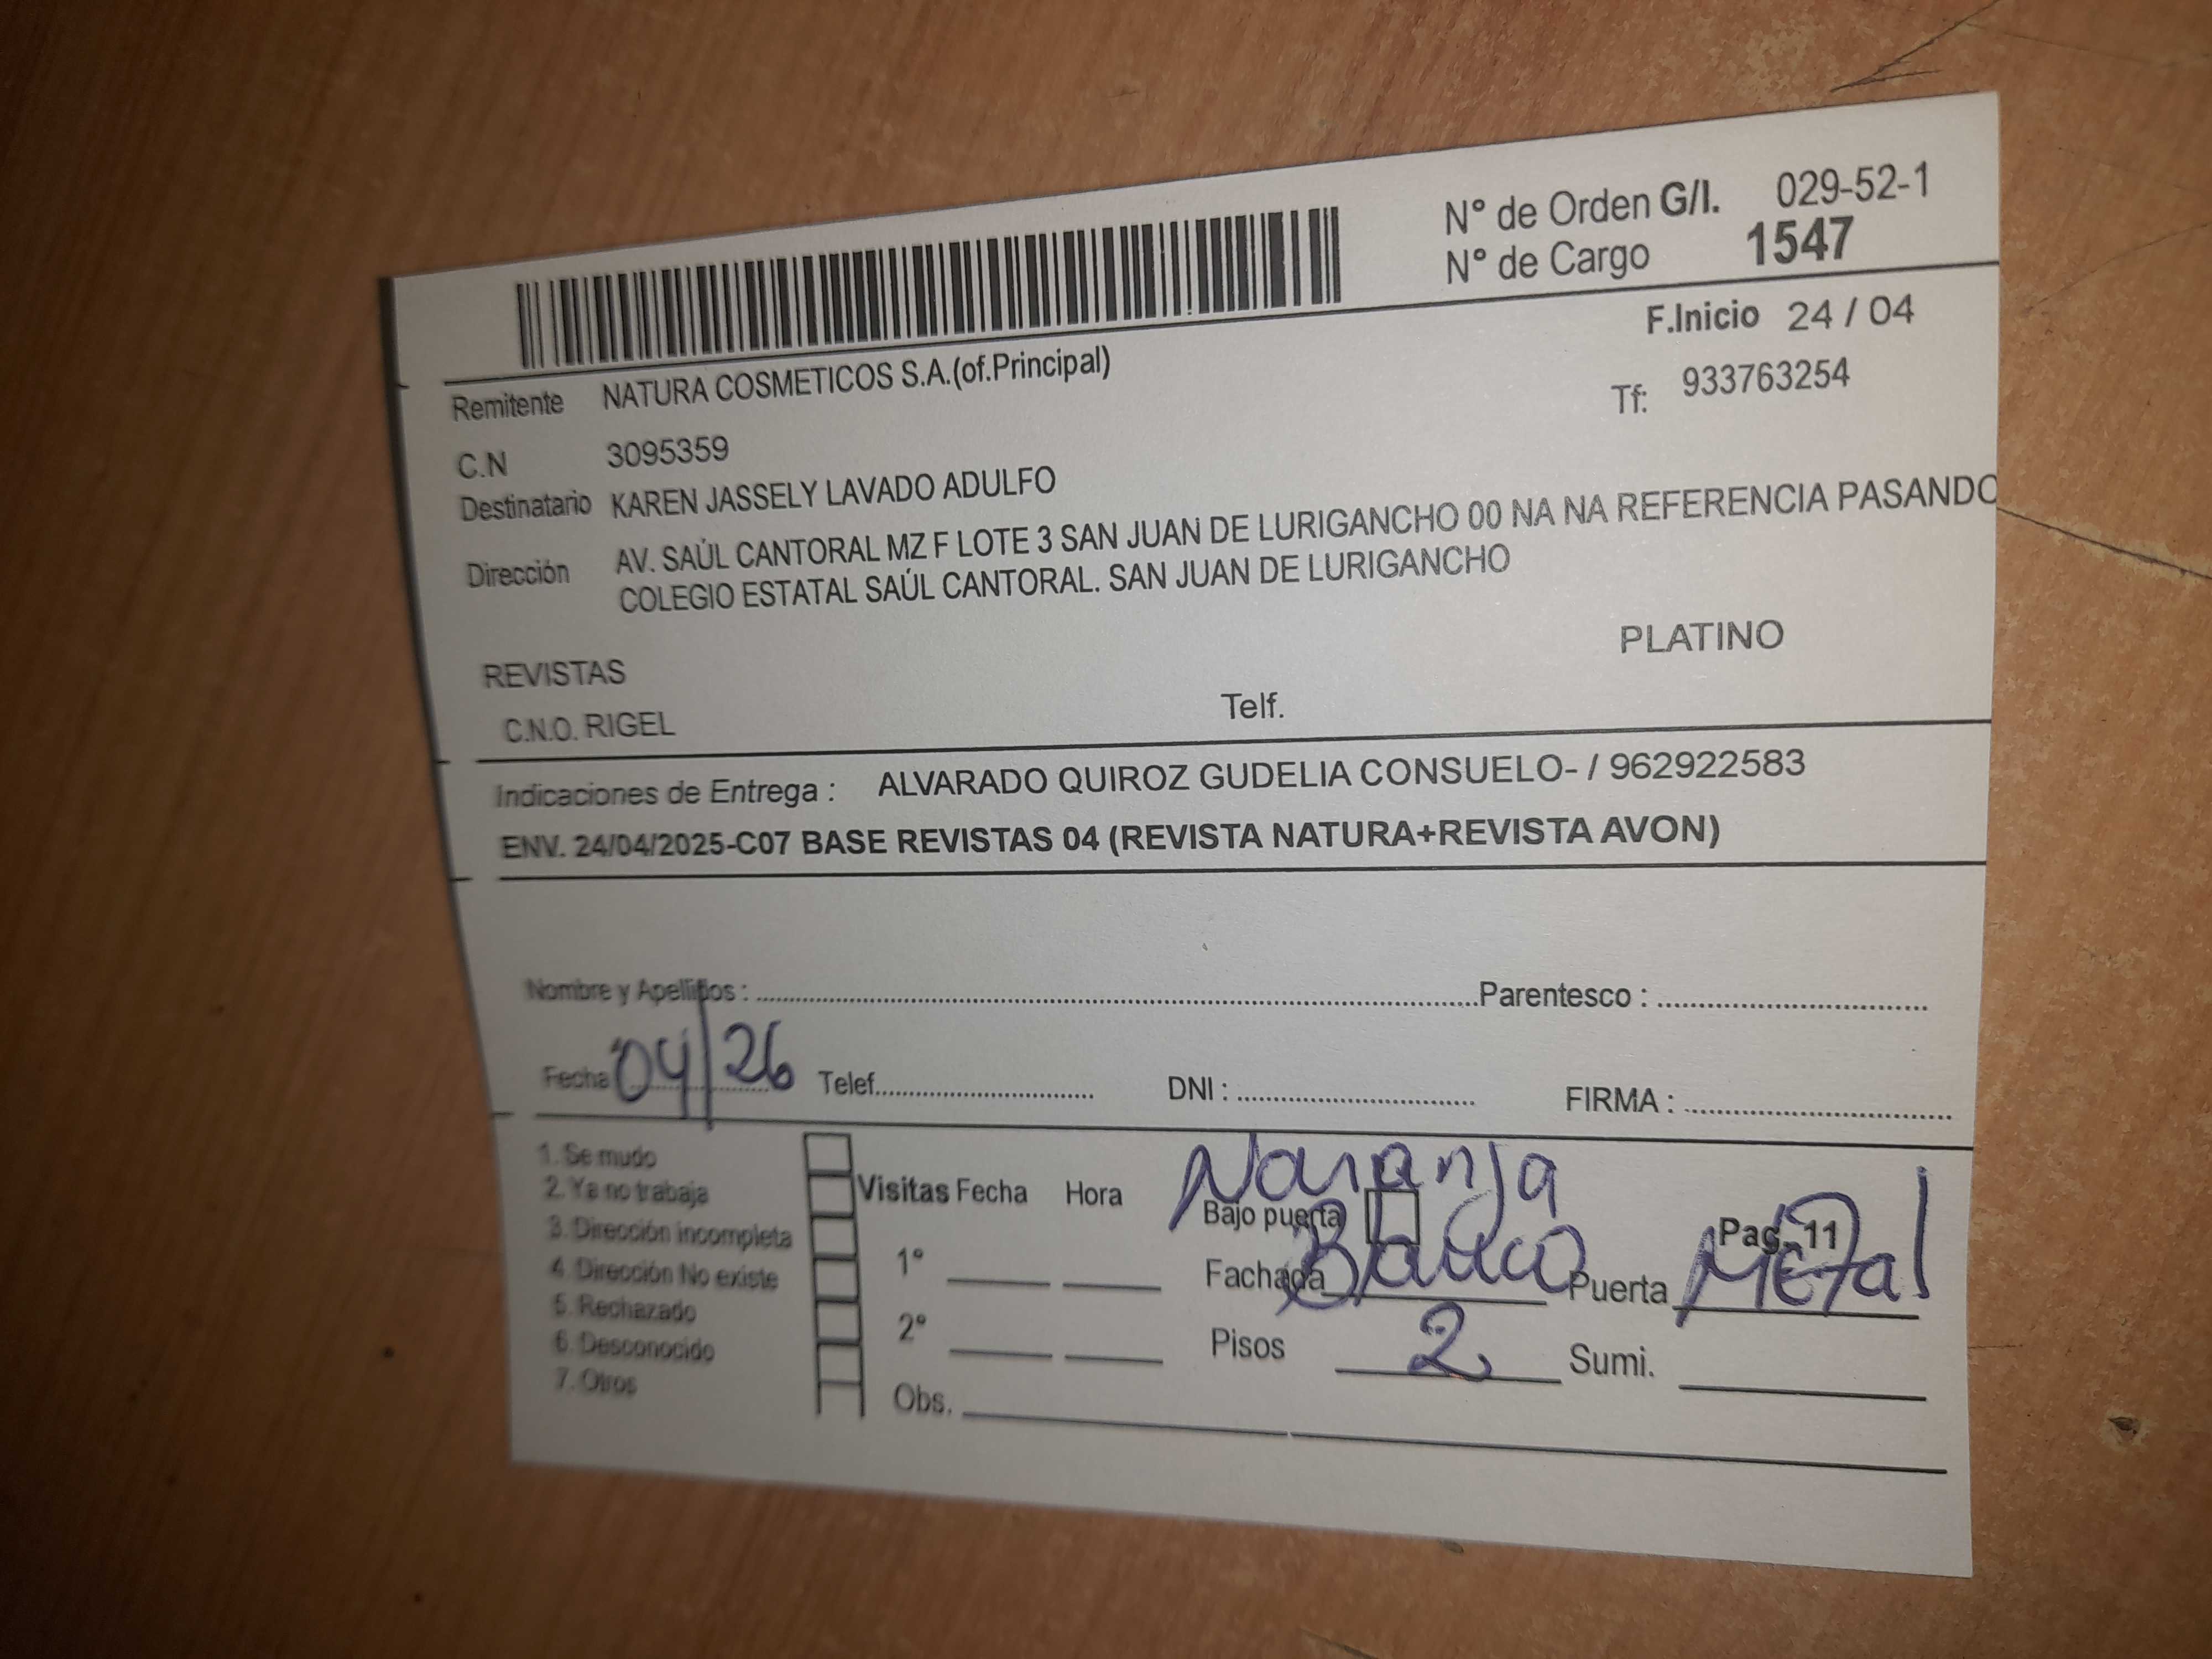 N° de Orden G/I. 029-52-1
N° de Cargo 1547
F.Inicio 24 / 04
Remitente NATURA COSMETICOS S.A.(of.Principal)
Tf: 933763254
C.N 3095359
Destinatario KAREN JASSELY LAVADO ADULFO
Dirección AV. SAÚL CANTORAL MZ F LOTE 3 SAN JUAN DE LURIGANCHO 00 NA NA REFERENCIA PASANDO
COLEGIO ESTATAL SAÚL CANTORAL. SAN JUAN DE LURIGANCHO
PLATINO
REVISTAS
C.N.O. RIGEL Telf.
Indicaciones de Entrega : ALVARADO QUIROZ GUDELIA CONSUELO- / 962922583
ENV. 24/04/2025-C07 BASE REVISTAS 04 (REVISTA NATURA+REVISTA AVON)
Nombre y Apellidos : Parentesco :
Fecha 04/26 Telef. DNI : FIRMA :
1. Se mudo
2. Ya no trabaja
3. Dirección incompleta
4. Dirección No existe
5. Rechazado
6. Desconocido
7. Otros
Visitas Fecha Hora
1°
2°
Obs.
Naranja
Bajo puerta Pag. 11
Fachada Blanco Puerta Metal
Pisos 2 Sumi.